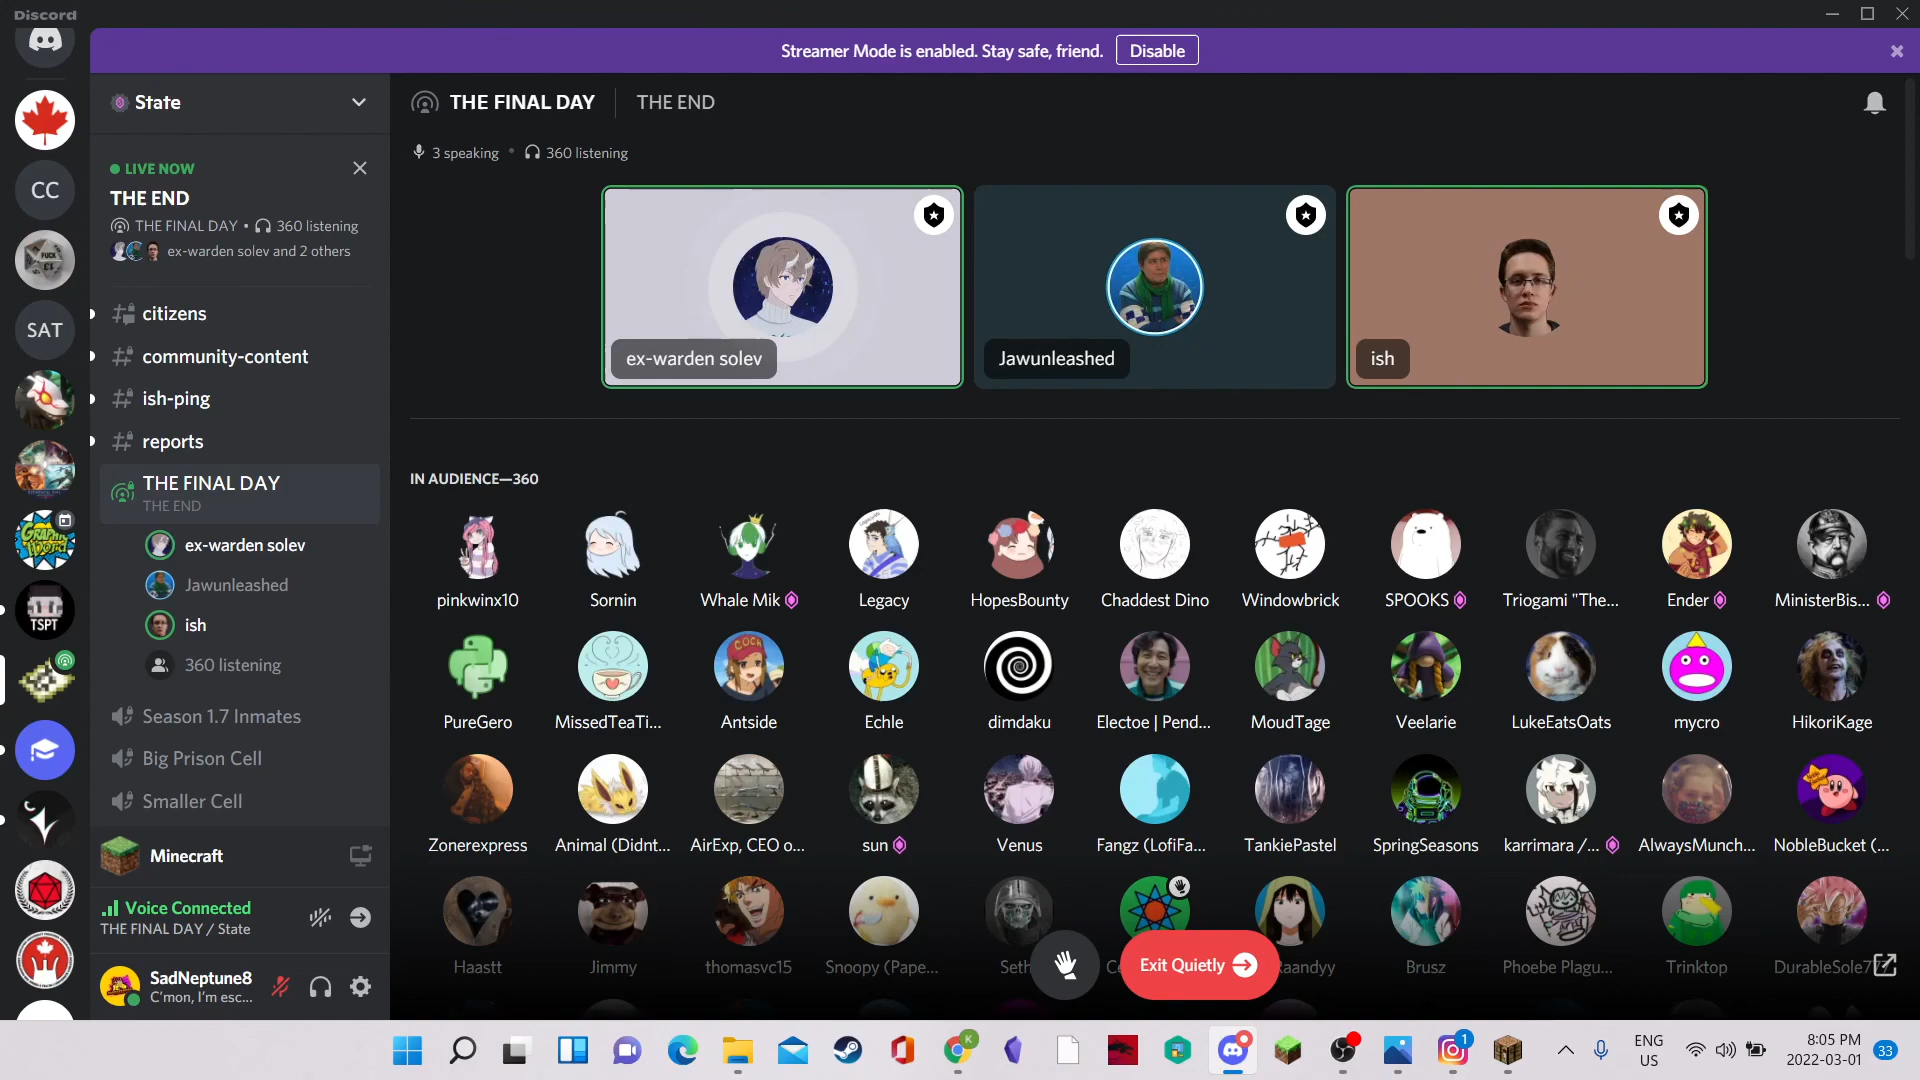 Discord
Streamer Mode is enabled. Stay safe, friend. Disable
State
LIVE NOW
THE END
THE FINAL DAY • 360 listening
ex-warden solev and 2 others
citizens
community-content
ish-ping
reports
THE FINAL DAY
THE END
ex-warden solev
Jawunleashed
ish
360 listening
Season 1.7 Inmates
Big Prison Cell
Smaller Cell
Minecraft
Voice Connected
THE FINAL DAY / State
SadNeptune8
C'mon, I'm esc...
CC
SAT
TSPT
THE FINAL DAY THE END
3 speaking • 360 listening
ex-warden solev Jawunleashed ish
IN AUDIENCE—360
pinkwinx10 Sornin Whale Mik Legacy HopesBounty Chaddest Dino Windowbrick SPOOKS Triogami "The... Ender MinisterBis...
PureGero MissedTeaTi... Antside Echle dimdaku Electoe | Pend... MoudTage Veelarie LukeEatsOats mycro HikoriKage
Zonerexpress Animal (Didnt... AirExp, CEO o... sun Venus Fangz (LofiFa... TankiePastel SpringSeasons karrimara /... AlwaysMunch... NobleBucket (...
Haastt Jimmy thomasvc15 Snoopy (Pape... Seth Brusz Phoebe Plagu... Trinktop
Exit Quietly
ENG
US
8:05 PM
2022-03-01
33
K
1